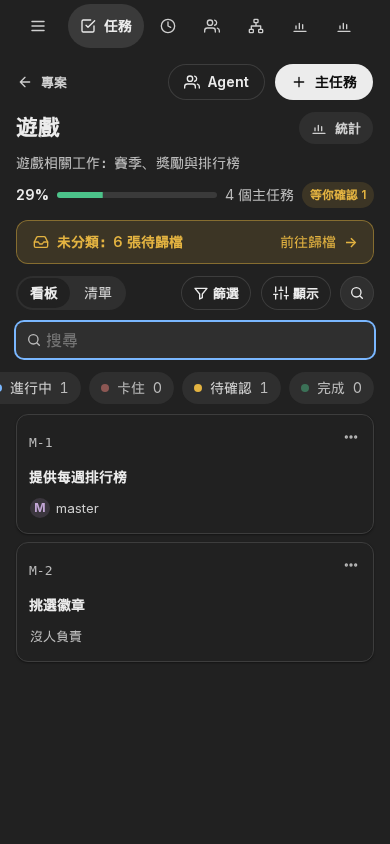 任務
專案
Agent
主任務
遊戲
統計
遊戲相關工作: 賽季、獎勵與排行榜
29%
4 個主任務
等你確認 1
未分類: 6 張待歸檔
前往歸檔
看板
清單
篩選
顯示
搜尋
進行中 1
卡住 0
待確認 1
完成 0
M-1
提供每週排行榜
M
master
M-2
挑選徽章
沒人負責